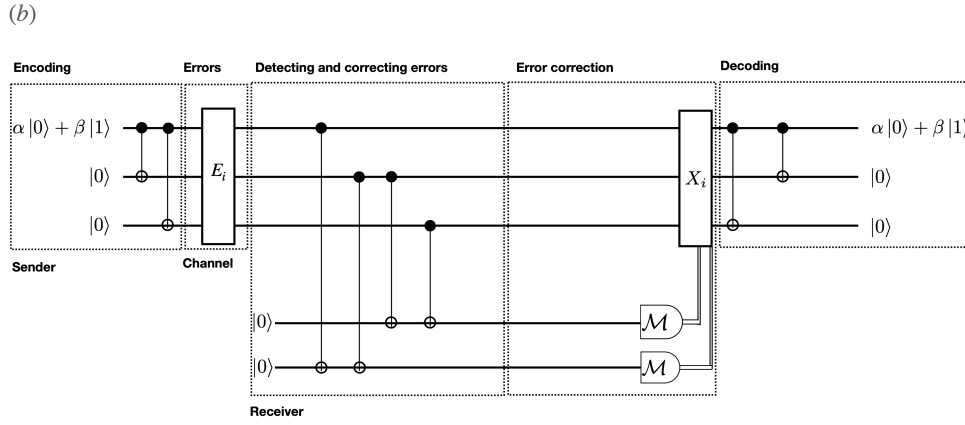 (b)
Encoding Errors Detecting and correcting errors Error correction Decoding
α|0⟩ + β|1⟩ α|0⟩ + β|1⟩
|0⟩ E_i X_i |0⟩
|0⟩ |0⟩
Sender Channel
|0⟩ ℳ
|0⟩ ℳ
Receiver